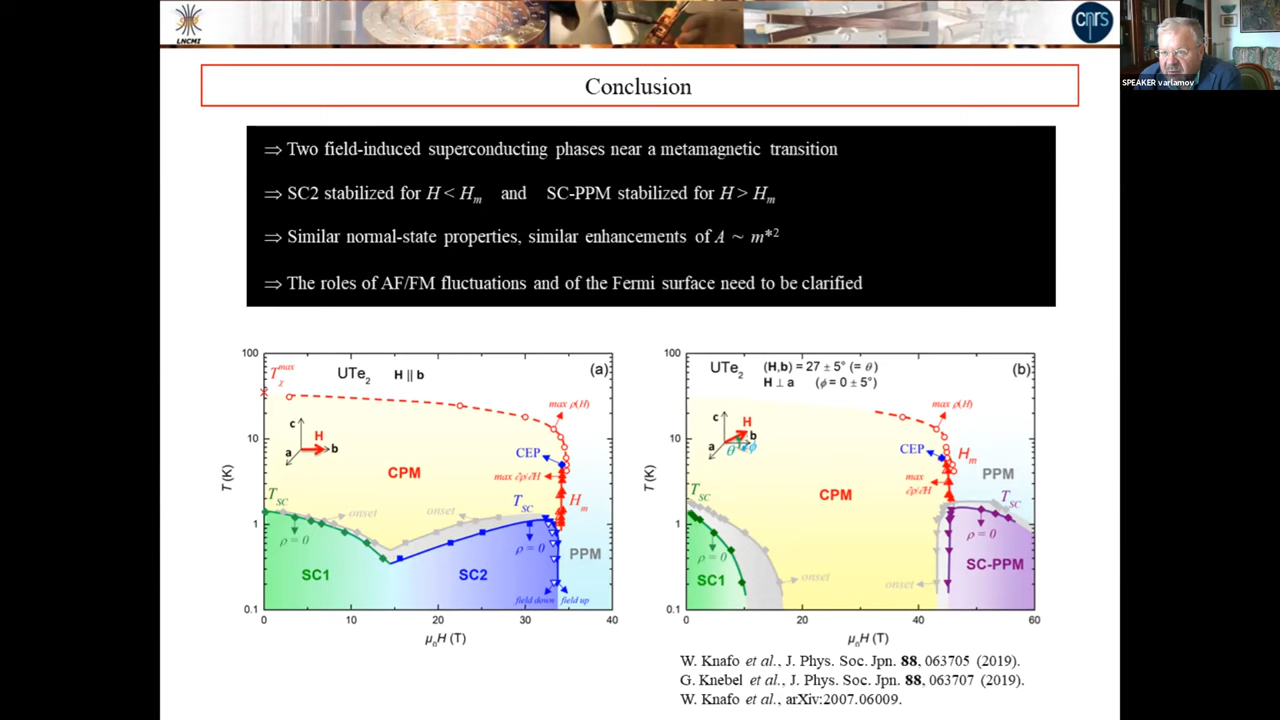 LNCMI
cnrs
SPEAKER varlamov
Conclusion
⇒ Two field-induced superconducting phases near a metamagnetic transition
⇒ SC2 stabilized for H < Hm and SC-PPM stabilized for H > Hm
⇒ Similar normal-state properties, similar enhancements of A ~ m*2
⇒ The roles of AF/FM fluctuations and of the Fermi surface need to be clarified
100
10
1
0.1
T (K)
0
10
20
30
40
μ0H (T)
Tχmax
UTe2
H || b
(a)
c
H
a
b
max ρ(H)
CEP
max ∂ρ/∂H
CPM
Hm
TSC
onset
onset
TSC
ρ = 0
ρ = 0
PPM
SC1
SC2
field down
field up
100
10
1
0.1
T (K)
0
20
40
60
μ0H (T)
UTe2
(H,b) = 27 ± 5° (= θ)
H ⊥ a (ϕ = 0 ± 5°)
(b)
c
H
b
a
θ
ϕ
max ρ(H)
CEP
Hm
max
∂ρ/∂H
PPM
TSC
CPM
TSC
ρ = 0
ρ = 0
SC1
onset
onset
SC-PPM
W. Knafo et al., J. Phys. Soc. Jpn. 88, 063705 (2019).
G. Knebel et al., J. Phys. Soc. Jpn. 88, 063707 (2019).
W. Knafo et al., arXiv:2007.06009.